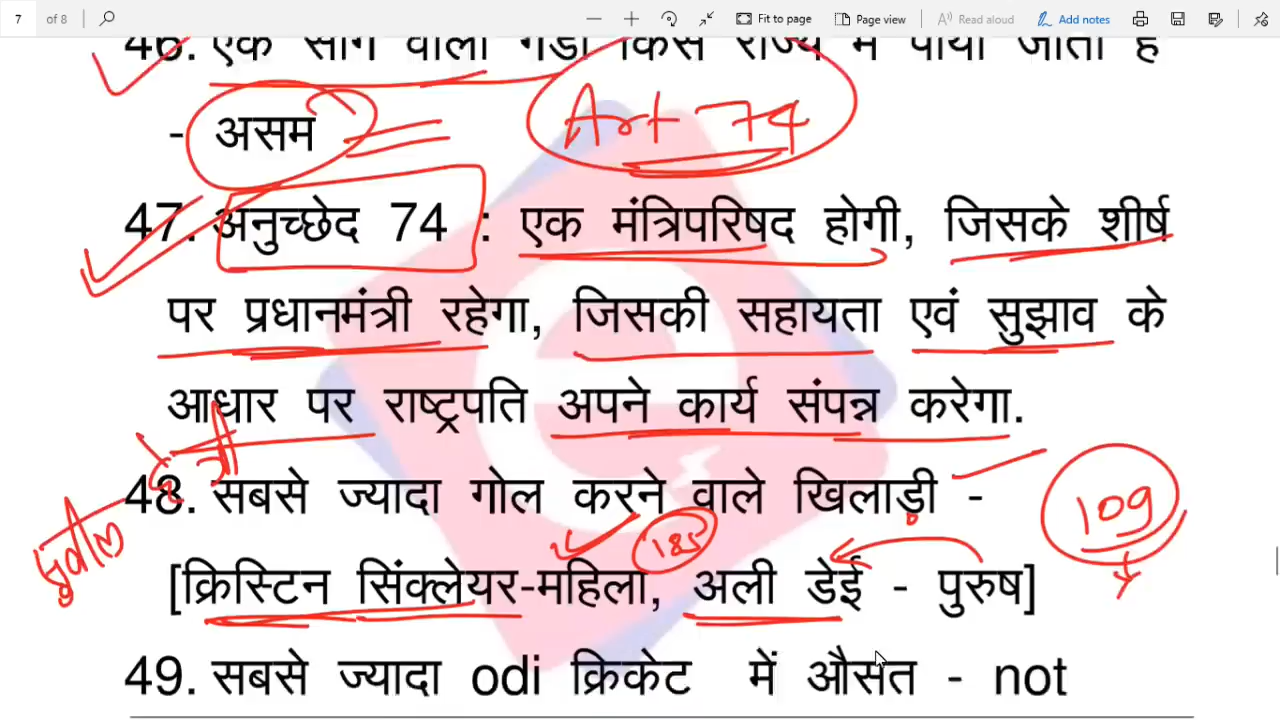 7 of 8 Fit to page Page view Read aloud Add notes
46. एक सींग वाला गेंडा किस राज्य में पाया जाता है
- असम Art 74
47. अनुच्छेद 74 : एक मंत्रिपरिषद होगी, जिसके शीर्ष
पर प्रधानमंत्री रहेगा, जिसकी सहायता एवं सुझाव के
आधार पर राष्ट्रपति अपने कार्य संपन्न करेगा.
48. सबसे ज्यादा गोल करने वाले खिलाड़ी - 109
185
[क्रिस्टिन सिंक्लेयर-महिला, अली डेई - पुरुष]
49. सबसे ज्यादा odi क्रिकेट में औसत - not